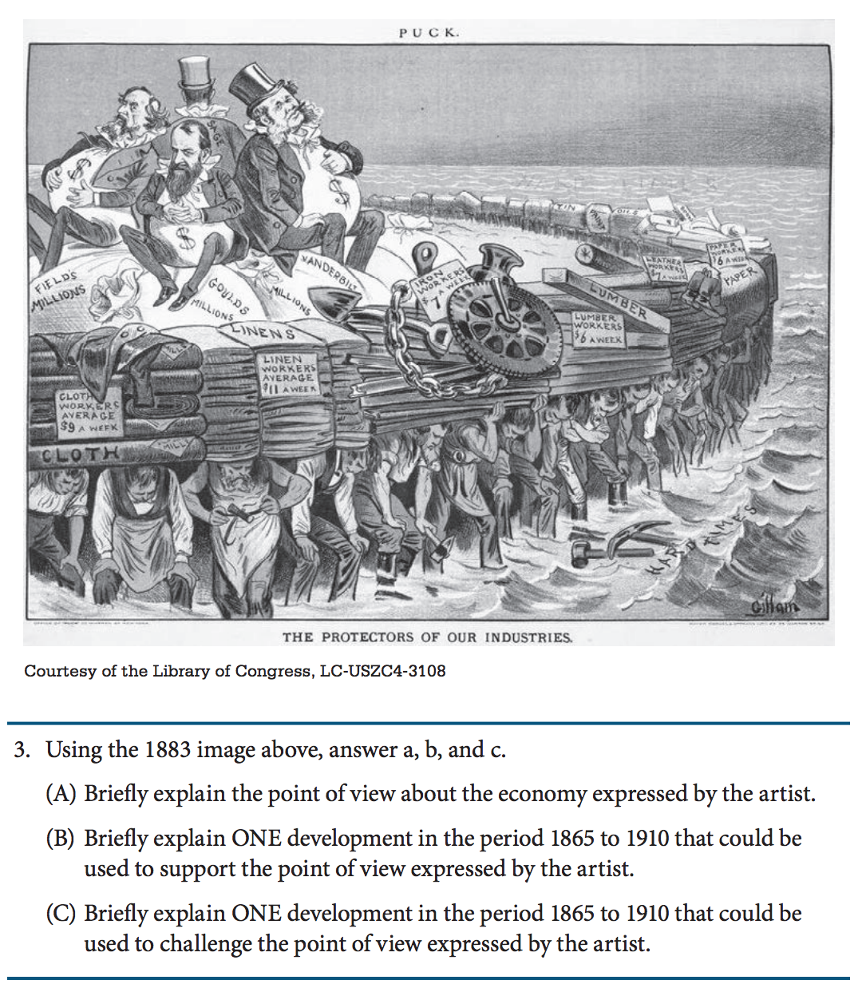 PUCK.
$
SAGE
$
$
FIELD'S
MILLIONS
GOULD'S
MILLIONS
VANDERBILT
MILLIONS
TIN
OILS
PAPER
WORKERS
$6 A WEEK
LEATHER
WORKERS
$7 A WEEK
PAPER
IRON
WORKERS
$7 A WEEK
LUMBER
LUMBER
WORKERS
$6 A WEEK
LINENS
LINEN
WORKERS
AVERAGE
$11 A WEEK
CLOTH
WORKERS
AVERAGE
$9 A WEEK
CLOTH
HARD TIMES
Gillam
THE PROTECTORS OF OUR INDUSTRIES.
Courtesy of the Library of Congress, LC-USZC4-3108
3. Using the 1883 image above, answer a, b, and c.
(A) Briefly explain the point of view about the economy expressed by the artist.
(B) Briefly explain ONE development in the period 1865 to 1910 that could be
used to support the point of view expressed by the artist.
(C) Briefly explain ONE development in the period 1865 to 1910 that could be
used to challenge the point of view expressed by the artist.